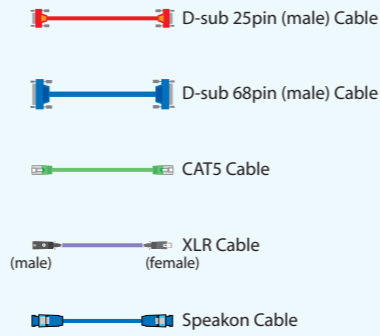 D-sub 25pin (male) Cable
D-sub 68pin (male) Cable
CAT5 Cable
XLR Cable
(male) (female)
Speakon Cable